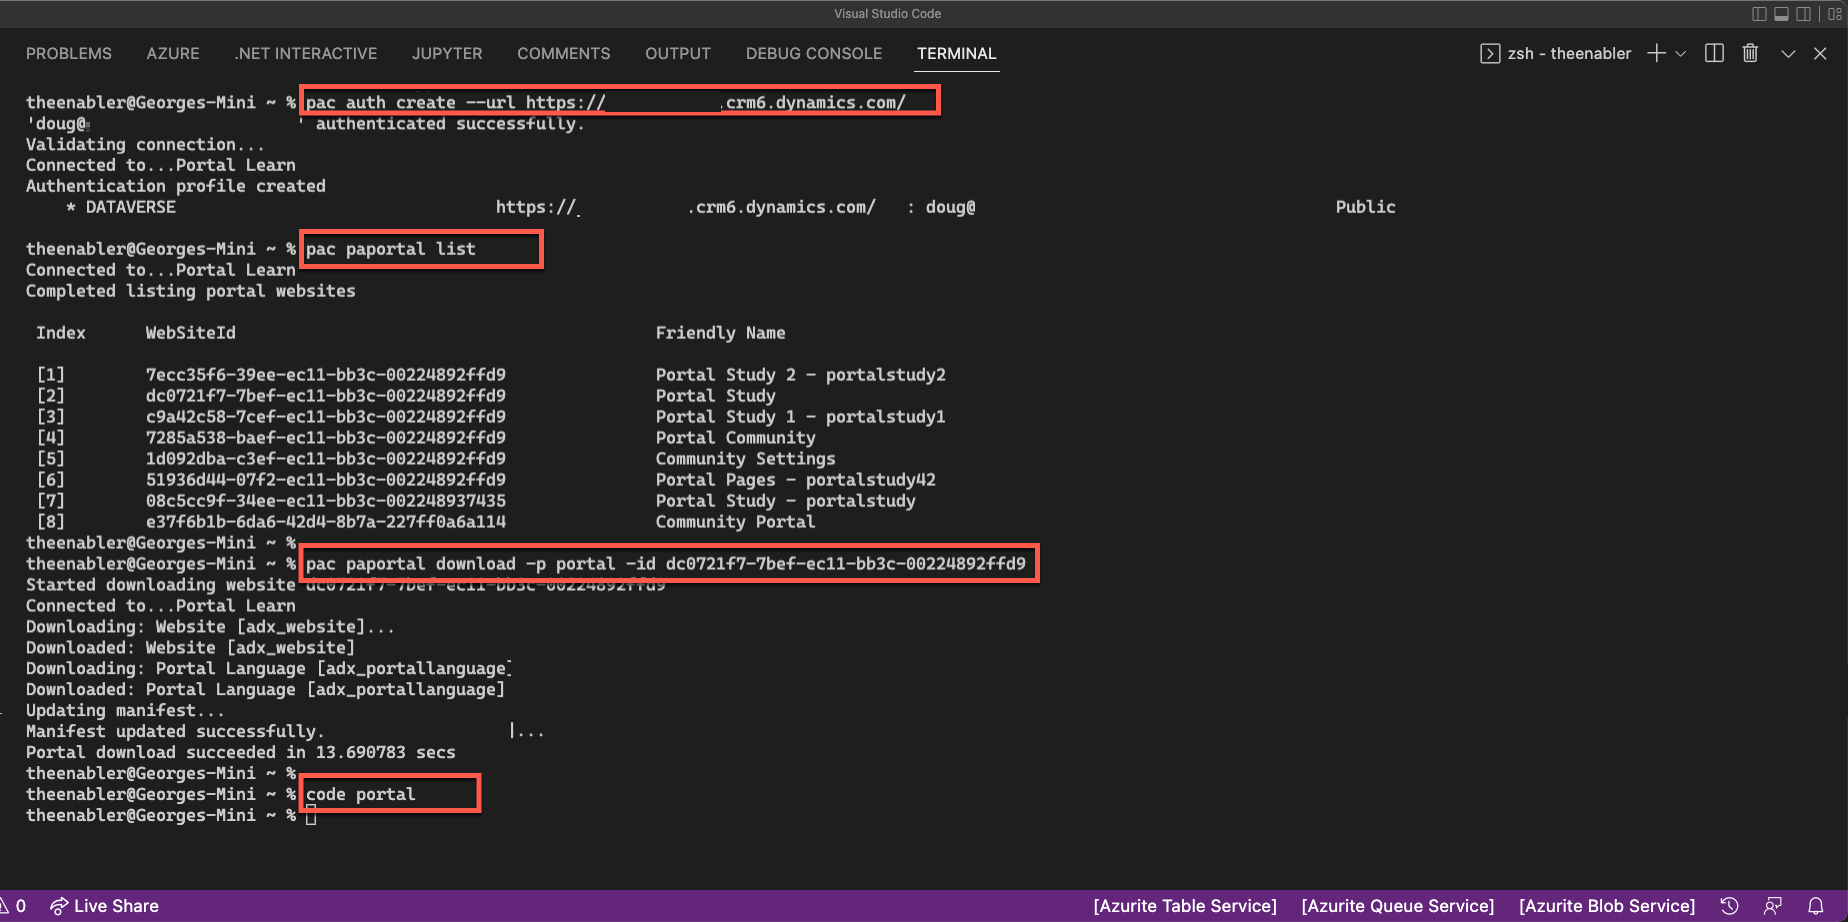 Visual Studio Code
PROBLEMS AZURE .NET INTERACTIVE JUPYTER COMMENTS OUTPUT DEBUG CONSOLE TERMINAL zsh - theenabler
theenabler@Georges-Mini ~ % pac auth create --url https:// .crm6.dynamics.com/
'doug@ ' authenticated successfully.
Validating connection...
Connected to...Portal Learn
Authentication profile created
* DATAVERSE https:// .crm6.dynamics.com/ : doug@ Public
theenabler@Georges-Mini ~ % pac paportal list
Connected to...Portal Learn
Completed listing portal websites
Index WebSiteId Friendly Name
[1] 7ecc35f6-39ee-ec11-bb3c-00224892ffd9 Portal Study 2 - portalstudy2
[2] dc0721f7-7bef-ec11-bb3c-00224892ffd9 Portal Study
[3] c9a42c58-7cef-ec11-bb3c-00224892ffd9 Portal Study 1 - portalstudy1
[4] 7285a538-baef-ec11-bb3c-00224892ffd9 Portal Community
[5] 1d092dba-c3ef-ec11-bb3c-00224892ffd9 Community Settings
[6] 51936d44-07f2-ec11-bb3c-00224892ffd9 Portal Pages - portalstudy42
[7] 08c5cc9f-34ee-ec11-bb3c-002248937435 Portal Study - portalstudy
[8] e37f6b1b-6da6-42d4-8b7a-227ff0a6a114 Community Portal
theenabler@Georges-Mini ~ %
theenabler@Georges-Mini ~ % pac paportal download -p portal -id dc0721f7-7bef-ec11-bb3c-00224892ffd9
Started downloading website dc0721f7-7bef-ec11-bb3c-00224892ffd9
Connected to...Portal Learn
Downloading: Website [adx_website]...
Downloaded: Website [adx_website]
Downloading: Portal Language [adx_portallanguage]
Downloaded: Portal Language [adx_portallanguage]
Updating manifest...
Manifest updated successfully. |...
Portal download succeeded in 13.690783 secs
theenabler@Georges-Mini ~ %
theenabler@Georges-Mini ~ % code portal
theenabler@Georges-Mini ~ %
0 Live Share [Azurite Table Service] [Azurite Queue Service] [Azurite Blob Service]